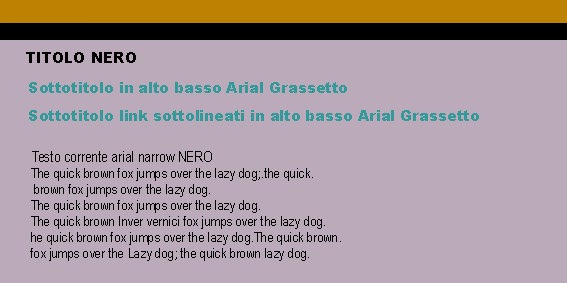 TITOLO NERO
Sottotitolo in alto basso Arial Grassetto
Sottotitolo link sottolineati in alto basso Arial Grassetto
Testo corrente arial narrow NERO
The quick brown fox jumps over the lazy dog;.the quick.
brown fox jumps over the lazy dog.
The quick brown fox jumps over the lazy dog.
The quick brown Inver vernici fox jumps over the lazy dog.
he quick brown fox jumps over the lazy dog.The quick brown.
fox jumps over the Lazy dog; the quick brown lazy dog.